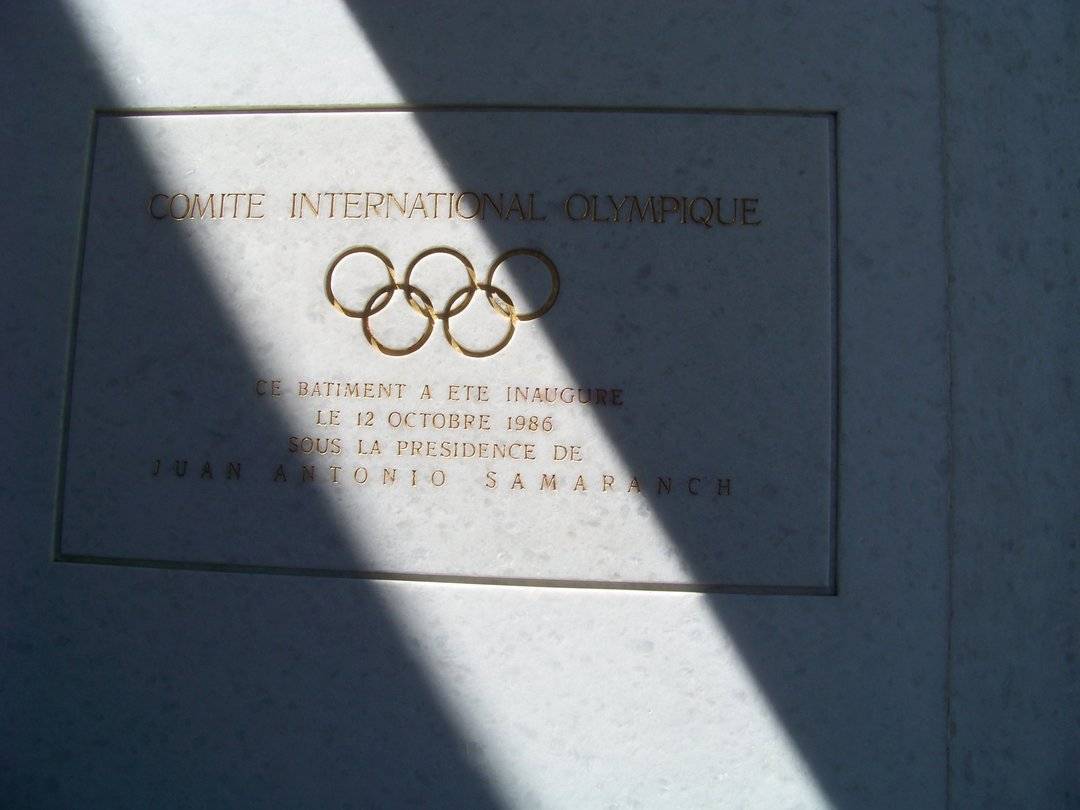 COMITE INTERNATIONAL OLYMPIQUE
CE BATIMENT A ETE INAUGURE
LE 12 OCTOBRE 1986
SOUS LA PRESIDENCE DE
JUAN ANTONIO SAMARANCH